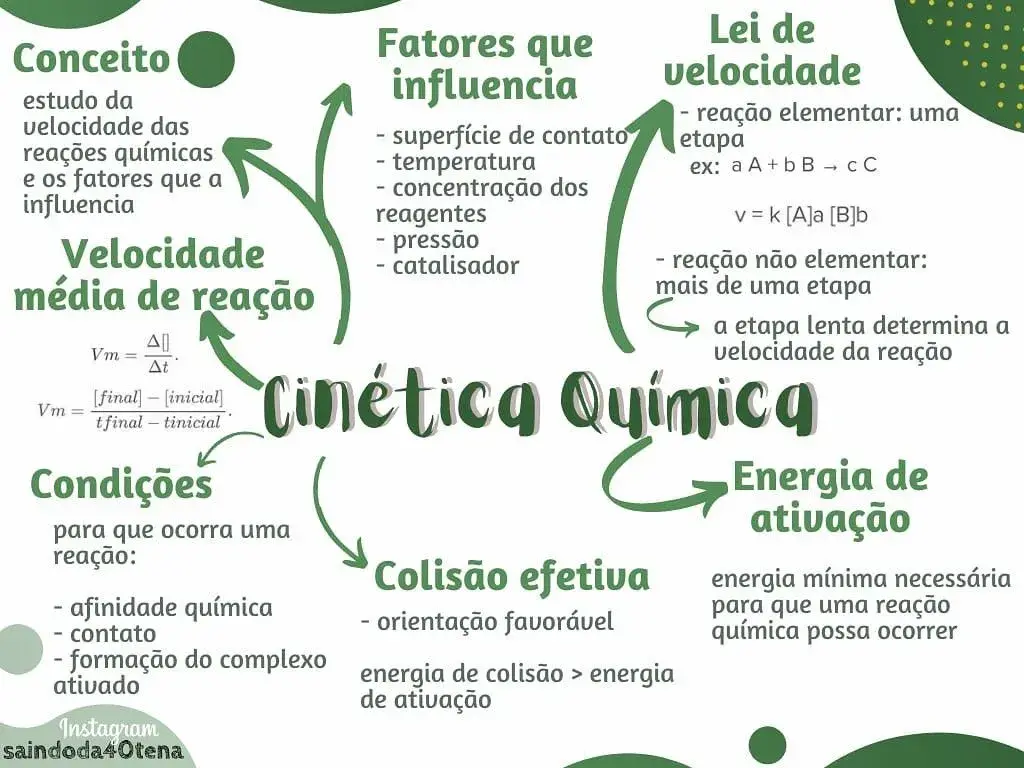 Conceito
estudo da
velocidade das
reações químicas
e os fatores que a
influencia
Fatores que
influencia
- superfície de contato
- temperatura
- concentração dos
reagentes
- pressão
- catalisador
Lei de
velocidade
- reação elementar: uma
etapa
ex: a A + b B → c C
v = k [A]a [B]b
- reação não elementar:
mais de uma etapa
a etapa lenta determina a
velocidade da reação
Velocidade
média de reação
Vm = Δ[] / Δt.
Vm = [final] − [inicial] / tfinal − tinicial.
Cinética Química
Condições
para que ocorra uma
reação:
- afinidade química
- contato
- formação do complexo
ativado
Colisão efetiva
- orientação favorável
energia de colisão > energia
de ativação
Energia de
ativação
energia mínima necessária
para que uma reação
química possa ocorrer
Instagram
saindoda40tena